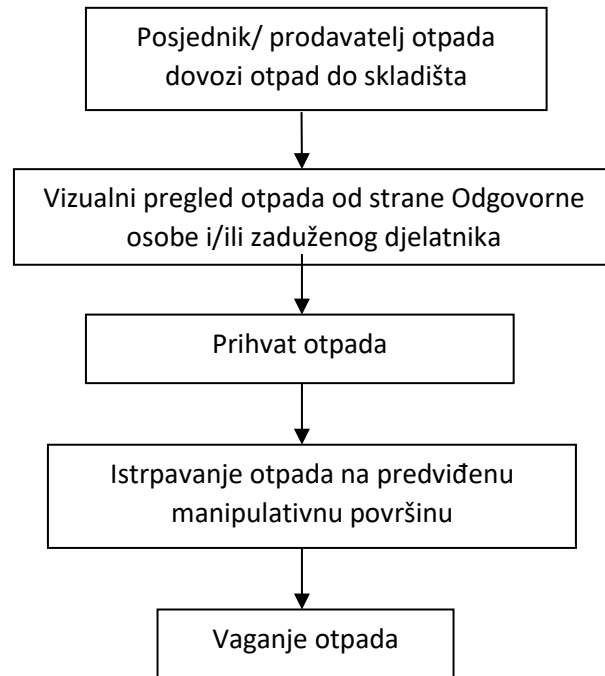 Posjednik/ prodavatelj otpada
dovozi otpad do skladišta
Vizualni pregled otpada od strane Odgovorne
osobe i/ili zaduženog djelatnika
Prihvat otpada
Istrpavanje otpada na predviđenu
manipulativnu površinu
Vaganje otpada